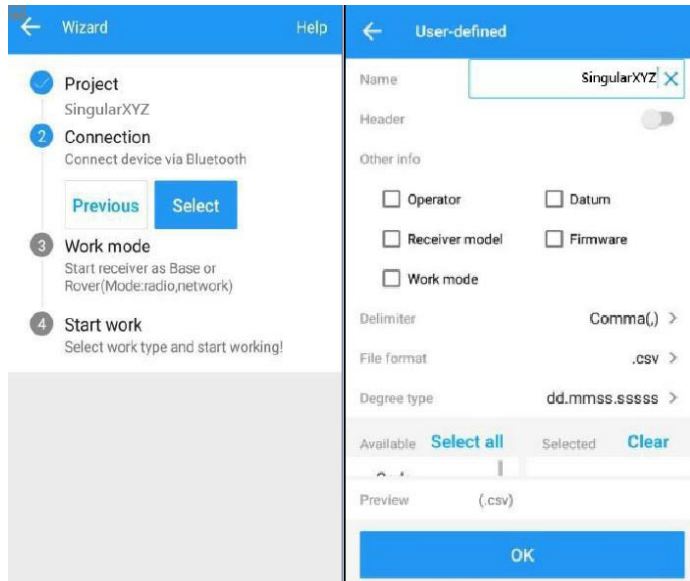 Wizard
Help
Project
SingularXYZ
2
Connection
Connect device via Bluetooth
Previous
Select
3
Work mode
Start receiver as Base or
Rover(Mode:radio,network)
4
Start work
Select work type and start working!
User-defined
Name
SingularXYZ
Header
Other info
Operator
Datum
Receiver model
Firmware
Work mode
Delimiter
Comma(,)
File format
.csv
Degree type
dd.mmss.sssss
Available
Select all
Selected
Clear
Preview
(.csv)
OK